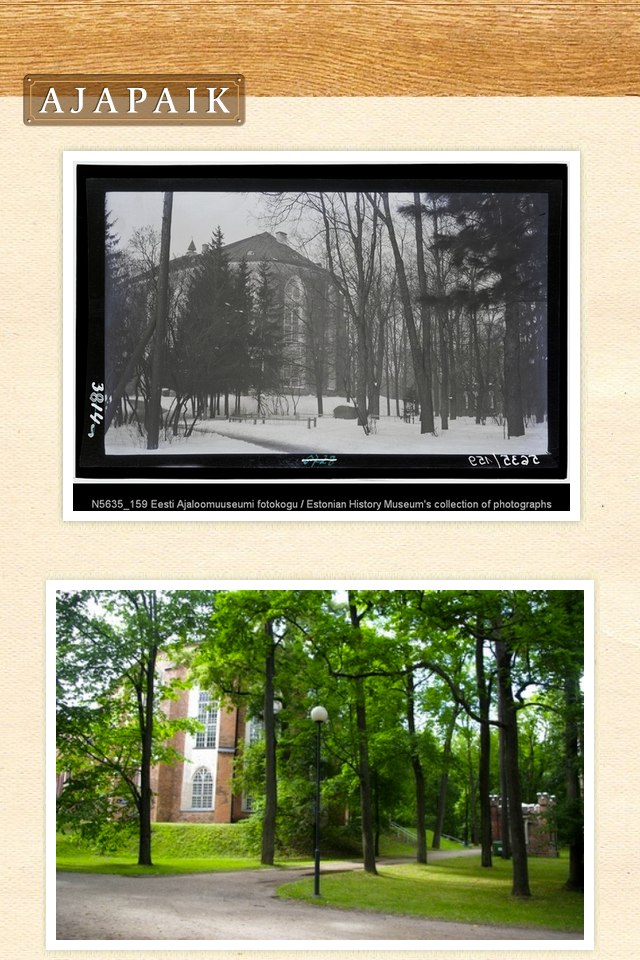 AJAPAIK
3814
5635/159
N5635_159 Eesti Ajaloomuuseumi fotokogu / Estonian History Museum's collection of photographs